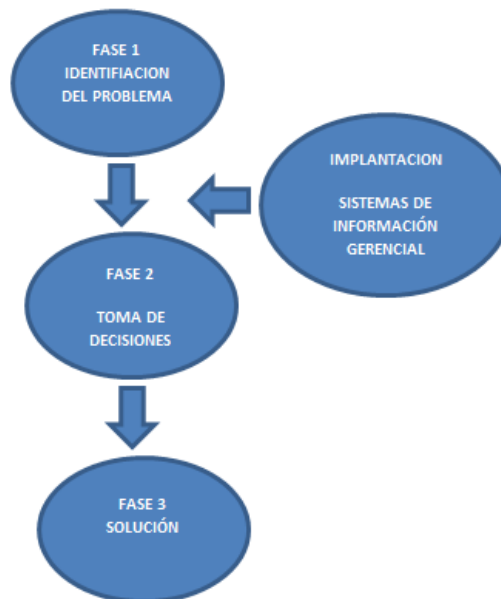 FASE 1
IDENTIFIACION
DEL PROBLEMA
IMPLANTACION
SISTEMAS DE
INFORMACIÓN
GERENCIAL
FASE 2
TOMA DE
DECISIONES
FASE 3
SOLUCIÓN